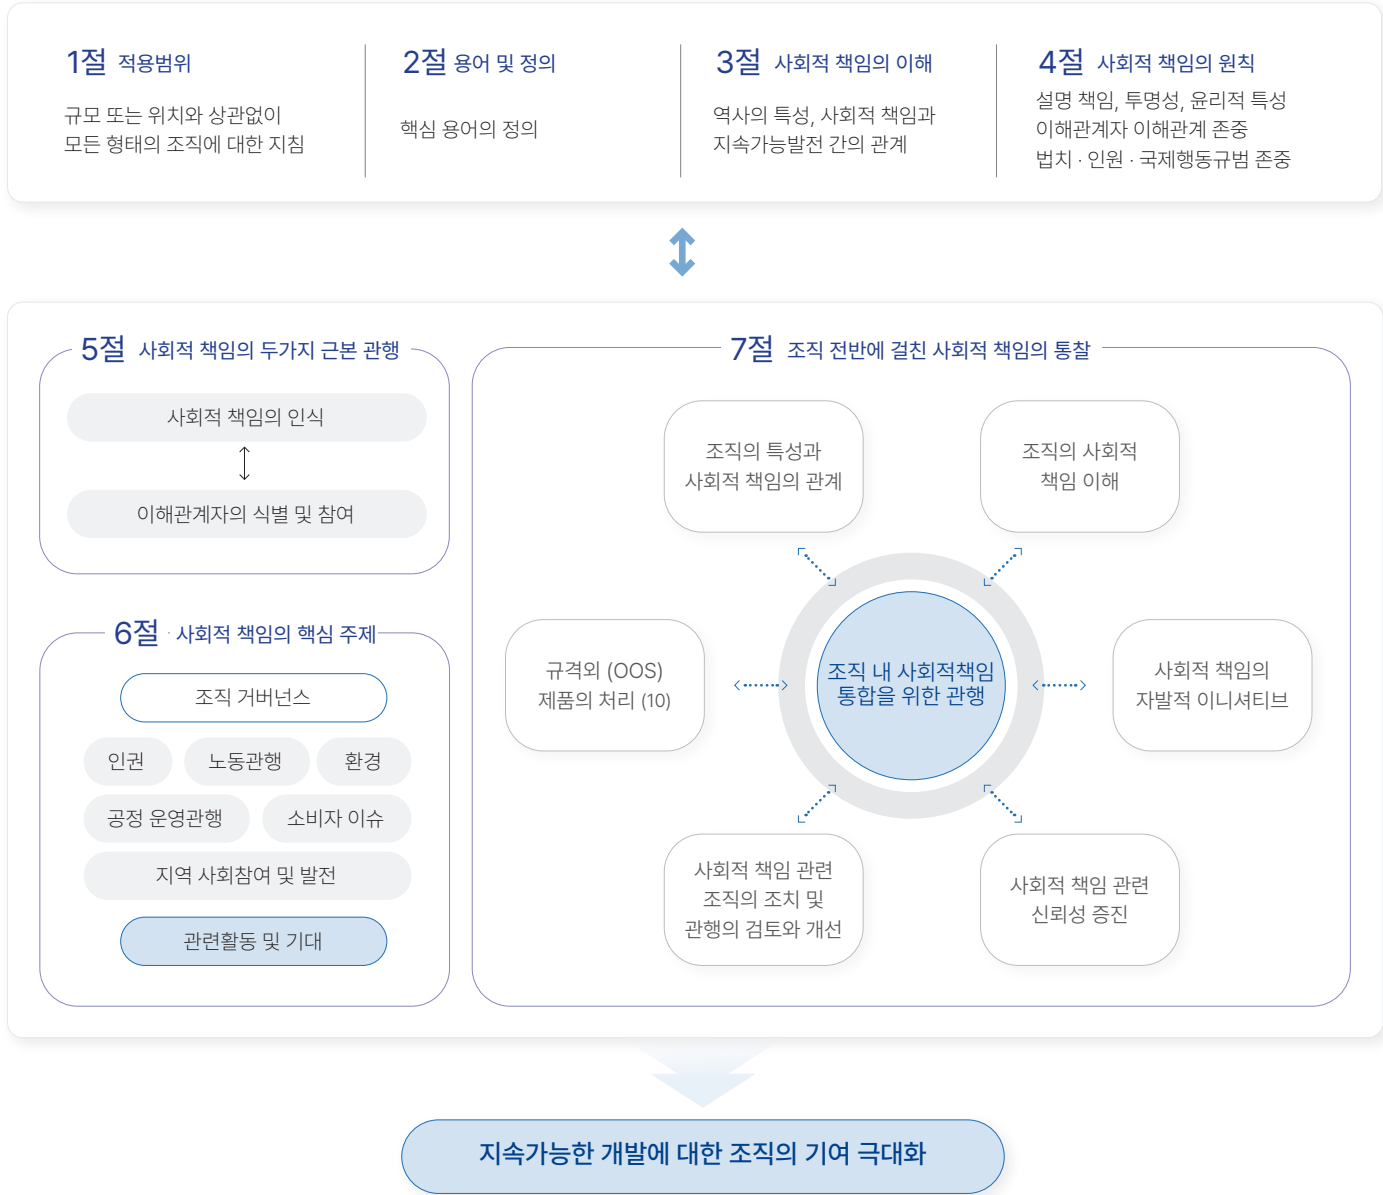 1절 적용범위
규모 또는 위치와 상관없이
모든 형태의 조직에 대한 지침
2절 용어 및 정의
핵심 용어의 정의
3절 사회적 책임의 이해
역사의 특성, 사회적 책임과
지속가능발전 간의 관계
4절 사회적 책임의 원칙
설명 책임, 투명성, 윤리적 특성
이해관계자 이해관계 존중
법치 · 인원 · 국제행동규범 존중
5절 사회적 책임의 두가지 근본 관행
사회적 책임의 인식
이해관계자의 식별 및 참여
6절 · 사회적 책임의 핵심 주제
조직 거버넌스
인권
노동관행
환경
공정 운영관행
소비자 이슈
지역 사회참여 및 발전
관련활동 및 기대
7절 조직 전반에 걸친 사회적 책임의 통찰
조직의 특성과
사회적 책임의 관계
조직의 사회적
책임 이해
규격외 (OOS)
제품의 처리 (10)
조직 내 사회적책임
통합을 위한 관행
사회적 책임의
자발적 이니셔티브
사회적 책임 관련
조직의 조치 및
관행의 검토와 개선
사회적 책임 관련
신뢰성 증진
지속가능한 개발에 대한 조직의 기여 극대화